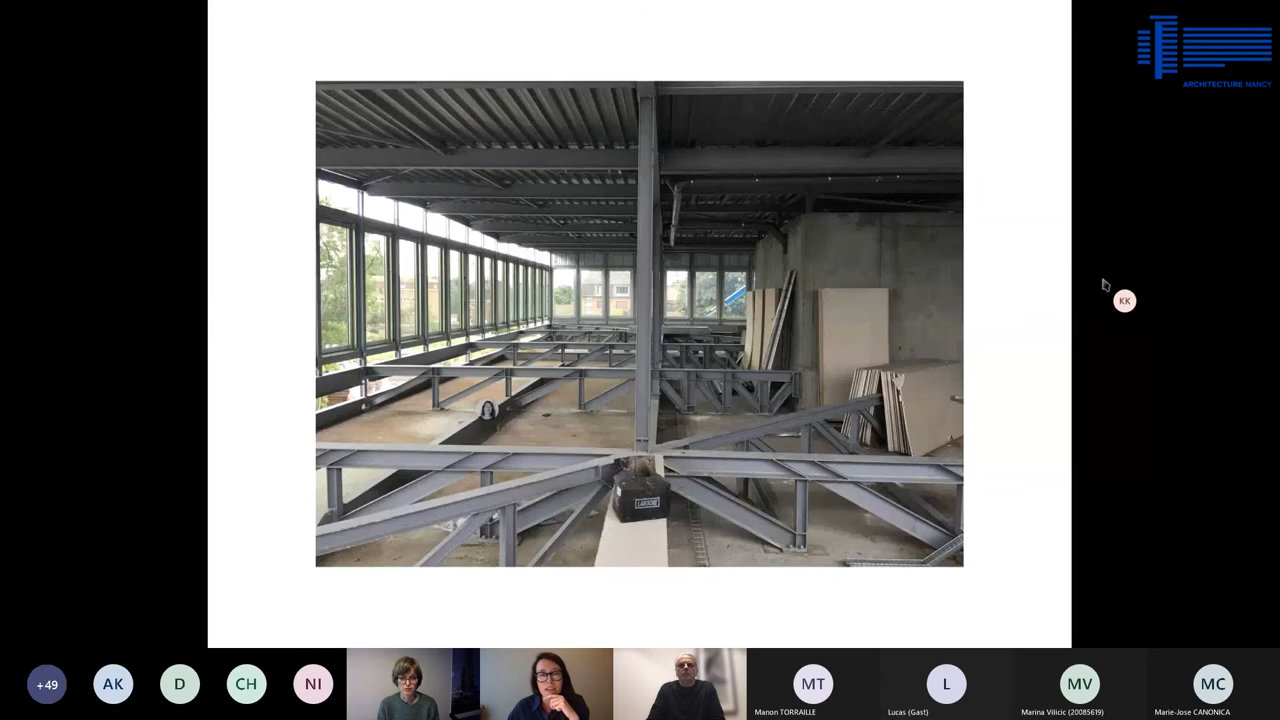 ARCHITECTURE NANCY
KK
+49
AK
D
CH
NI
MT
L
MV
MC
Manon TORRAILLE
Lucas (Gast)
Marina Vilicic (20085619)
Marie-Jose CANONICA